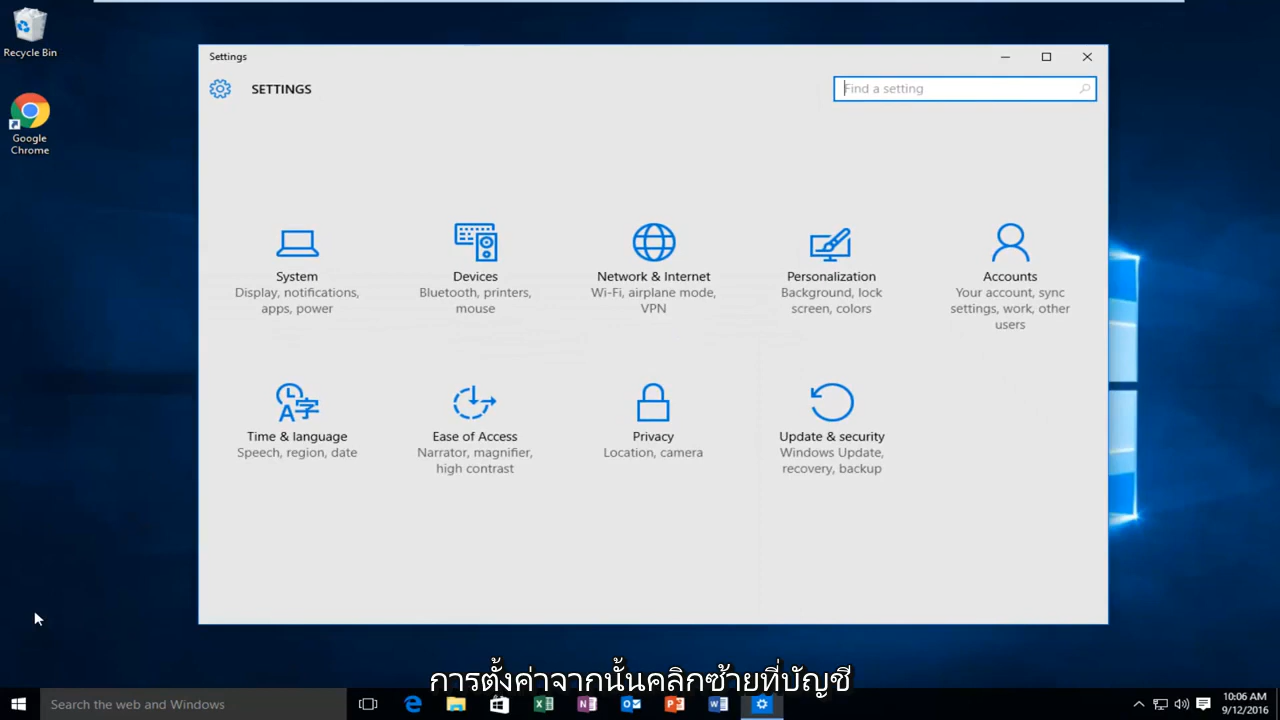 Recycle Bin
Google
Chrome
Settings
SETTINGS
Find a setting
System
Display, notifications,
apps, power
Devices
Bluetooth, printers,
mouse
Network & Internet
Wi-Fi, airplane mode,
VPN
Personalization
Background, lock
screen, colors
Accounts
Your account, sync
settings, work, other
users
Time & language
Speech, region, date
Ease of Access
Narrator, magnifier,
high contrast
Privacy
Location, camera
Update & security
Windows Update,
recovery, backup
การตั้งค่าจากนั้นคลิกซ้ายที่บัญชี
Search the web and Windows
10:06 AM
9/12/2016